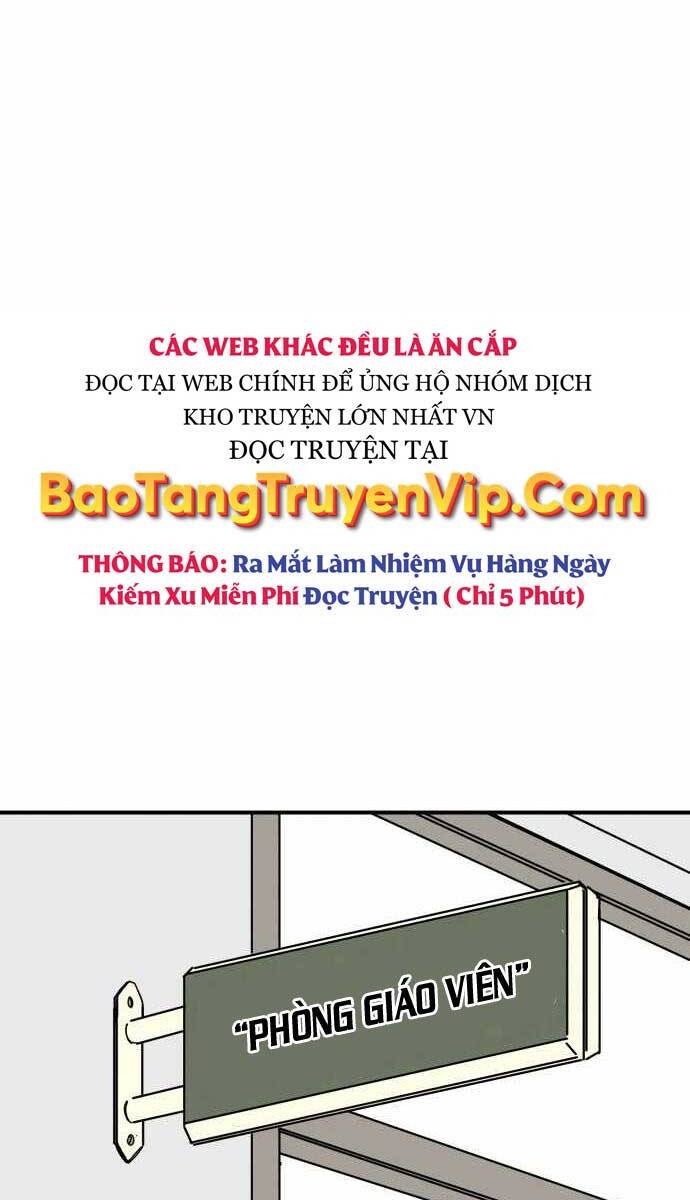 CÁC WEB KHÁC ĐỀU LÀ ĂN CẮP
ĐỌC TẠI WEB CHÍNH ĐỂ ỦNG HỘ NHÓM DỊCH
KHO TRUYỆN LỚN NHẤT VN
ĐỌC TRUYỆN TẠI
BaoTangTruyenVip.Com
THÔNG BÁO: Ra Mắt Làm Nhiệm Vụ Hàng Ngày
Kiếm Xu Miễn Phí Đọc Truyện ( Chỉ 5 Phút)
"PHÒNG GIÁO VIÊN"